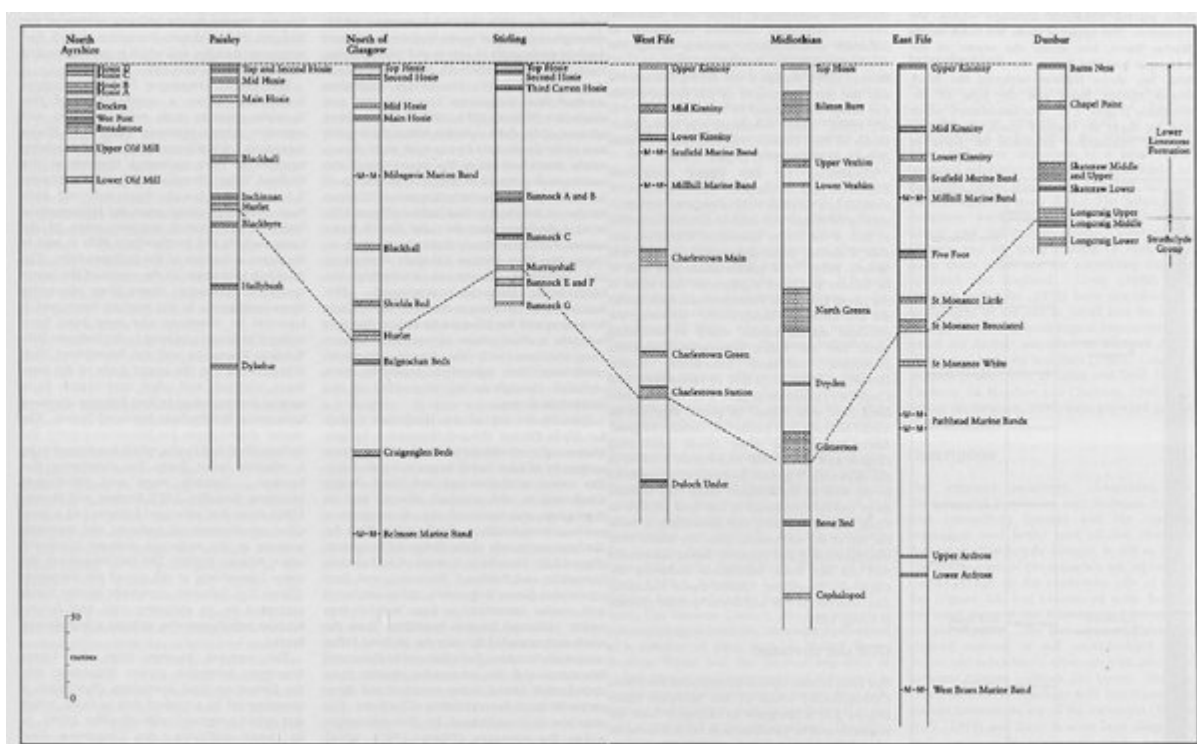 North
Ayrshire
Paisley
North of
Glasgow
Stirling
West Fife
Midlothian
East Fife
Dunbar
Hosie D
Hosie C
Hosie B
Dockra
Wee Post
Broadstone
Upper Old Mill
Lower Old Mill
Top and Second Hosie
Mid Hosie
Main Hosie
Blackhall
Inchinnan
Hurlet
Blackbyre
Hollybush
Dykebar
Top Hosie
Second Hosie
Mid Hosie
Main Hosie
-M-M- Milngavie Marine Band
Blackhall
Shields Bed
Hurlet
Balgrochan Beds
Craigenglen Beds
-M-M- Belmore Marine Band
Top Hosie
Second Hosie
Third Carron Hosie
Bannock A and B
Bannock C
Murrayshall
Bannock E and F
Bannock G
Upper Kinniny
Mid Kinniny
Lower Kinniny
-M-M- Seafield Marine Band
-M-M- Millhill Marine Band
Charlestown Main
Charlestown Green
Charlestown Station
Duloch Under
Top Hosie
Bilston Burn
Upper Vexhim
Lower Vexhim
North Greens
Dryden
Gilmerton
Bone Bed
Cephalopod
Upper Kinniny
Mid Kinniny
Lower Kinniny
Seafield Marine Band
-M-M- Millhill Marine Band
Five Foot
St Monance Little
St Monance Brecciated
St Monance White
-M-M-
-M-M-
Pathhead Marine Bands
Upper Ardross
Lower Ardross
-M-M- West Braes Marine Band
Barns Ness
Chapel Point
Skateraw Middle
and Upper
Skateraw Lower
Longcraig Upper
Longcraig Middle
Longcraig Lower
Lower
Limestone
Formation
Strathclyde
Group
metres
0